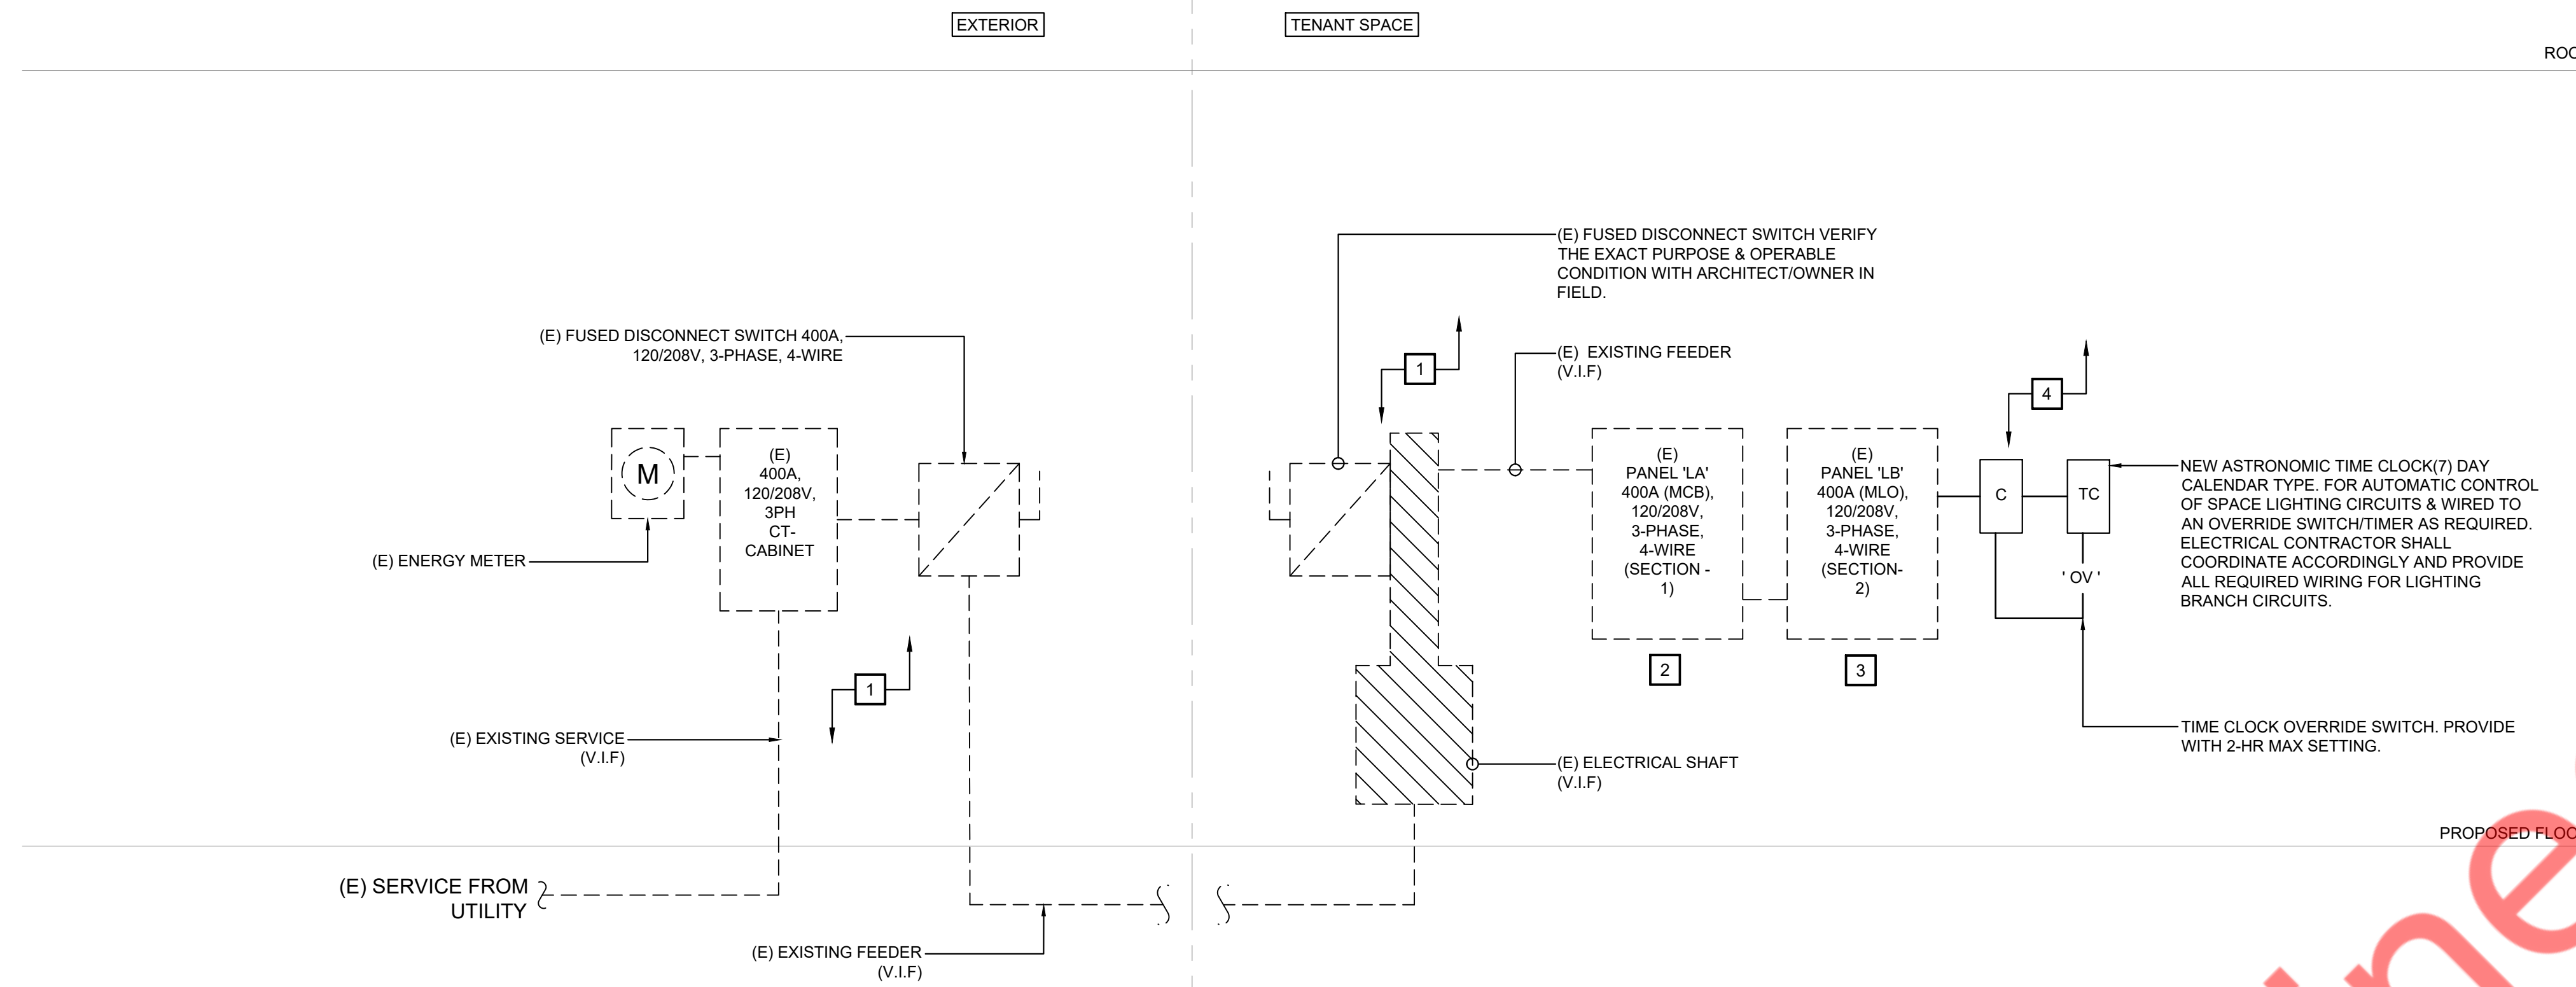 EXTERIOR
TENANT SPACE
(E) FUSED DISCONNECT SWITCH 400A,
120/208V, 3-PHASE, 4-WIRE
M
(E) ENERGY METER
(E)
400A,
120/208V,
3PH
CT-
CABINET
1
(E) EXISTING SERVICE
(V.I.F)
(E) SERVICE FROM
UTILITY
(E) EXISTING FEEDER
(V.I.F)
(E) FUSED DISCONNECT SWITCH VERIFY
THE EXACT PURPOSE & OPERABLE
CONDITION WITH ARCHITECT/OWNER IN
FIELD.
1
(E) EXISTING FEEDER
(V.I.F)
(E)
PANEL 'LA'
400A (MCB),
120/208V,
3-PHASE,
4-WIRE
(SECTION -
1)
2
(E)
PANEL 'LB'
400A (MLO),
120/208V,
3-PHASE,
4-WIRE
(SECTION-
2)
3
(E) ELECTRICAL SHAFT
(V.I.F)
4
C
TC
' OV '
NEW ASTRONOMIC TIME CLOCK(7) DAY
CALENDAR TYPE. FOR AUTOMATIC CONTROL
OF SPACE LIGHTING CIRCUITS & WIRED TO
AN OVERRIDE SWITCH/TIMER AS REQUIRED.
ELECTRICAL CONTRACTOR SHALL
COORDINATE ACCORDINGLY AND PROVIDE
ALL REQUIRED WIRING FOR LIGHTING
BRANCH CIRCUITS.
TIME CLOCK OVERRIDE SWITCH. PROVIDE
WITH 2-HR MAX SETTING.
PROPOSED